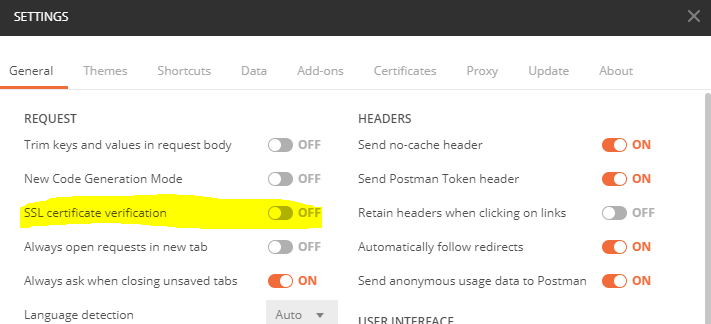 SETTINGS
General Themes Shortcuts Data Add-ons Certificates Proxy Update About
REQUEST
Trim keys and values in request body OFF
New Code Generation Mode OFF
SSL certificate verification OFF
Always open requests in new tab OFF
Always ask when closing unsaved tabs ON
Language detection Auto
HEADERS
Send no-cache header ON
Send Postman Token header ON
Retain headers when clicking on links OFF
Automatically follow redirects ON
Send anonymous usage data to Postman ON
USER INTERFACE